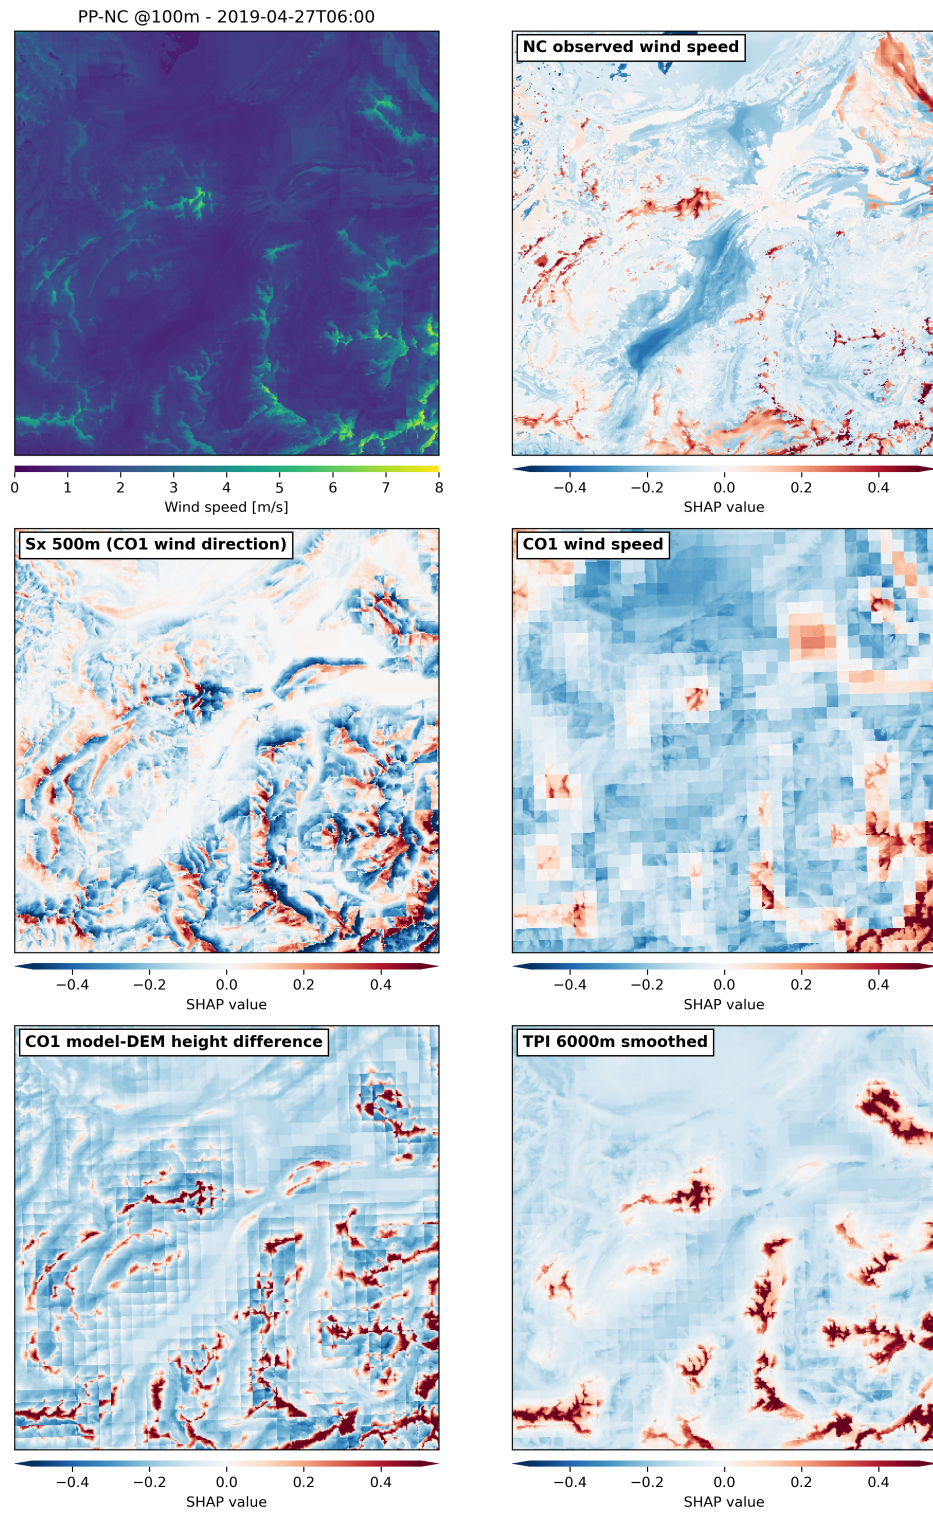 PP-NC @100m - 2019-04-27T06:00
NC observed wind speed
0 1 2 3 4 5 6 7 8
Wind speed [m/s]
−0.4 −0.2 0.0 0.2 0.4
SHAP value
Sx 500m (CO1 wind direction)
CO1 wind speed
−0.4 −0.2 0.0 0.2 0.4
SHAP value
−0.4 −0.2 0.0 0.2 0.4
SHAP value
CO1 model-DEM height difference
TPI 6000m smoothed
−0.4 −0.2 0.0 0.2 0.4
SHAP value
−0.4 −0.2 0.0 0.2 0.4
SHAP value